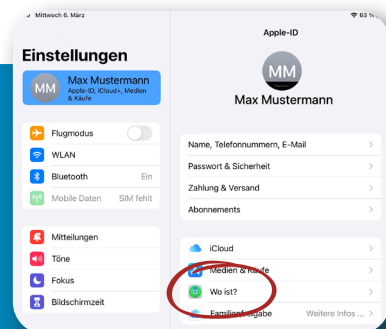 Mittwoch 6. März
63 %
Einstellungen
MM
Max Mustermann
Apple-ID, iCloud+, Medien
& Käufe
Flugmodus
WLAN
Bluetooth Ein
Mobile Daten SIM fehlt
Mitteilungen
Töne
Fokus
Bildschirmzeit
Apple-ID
MM
Max Mustermann
Name, Telefonnummern, E-Mail
Passwort & Sicherheit
Zahlung & Versand
Abonnements
iCloud
Medien & Käufe
Wo ist?
Familienfreigabe Weitere Infos ...